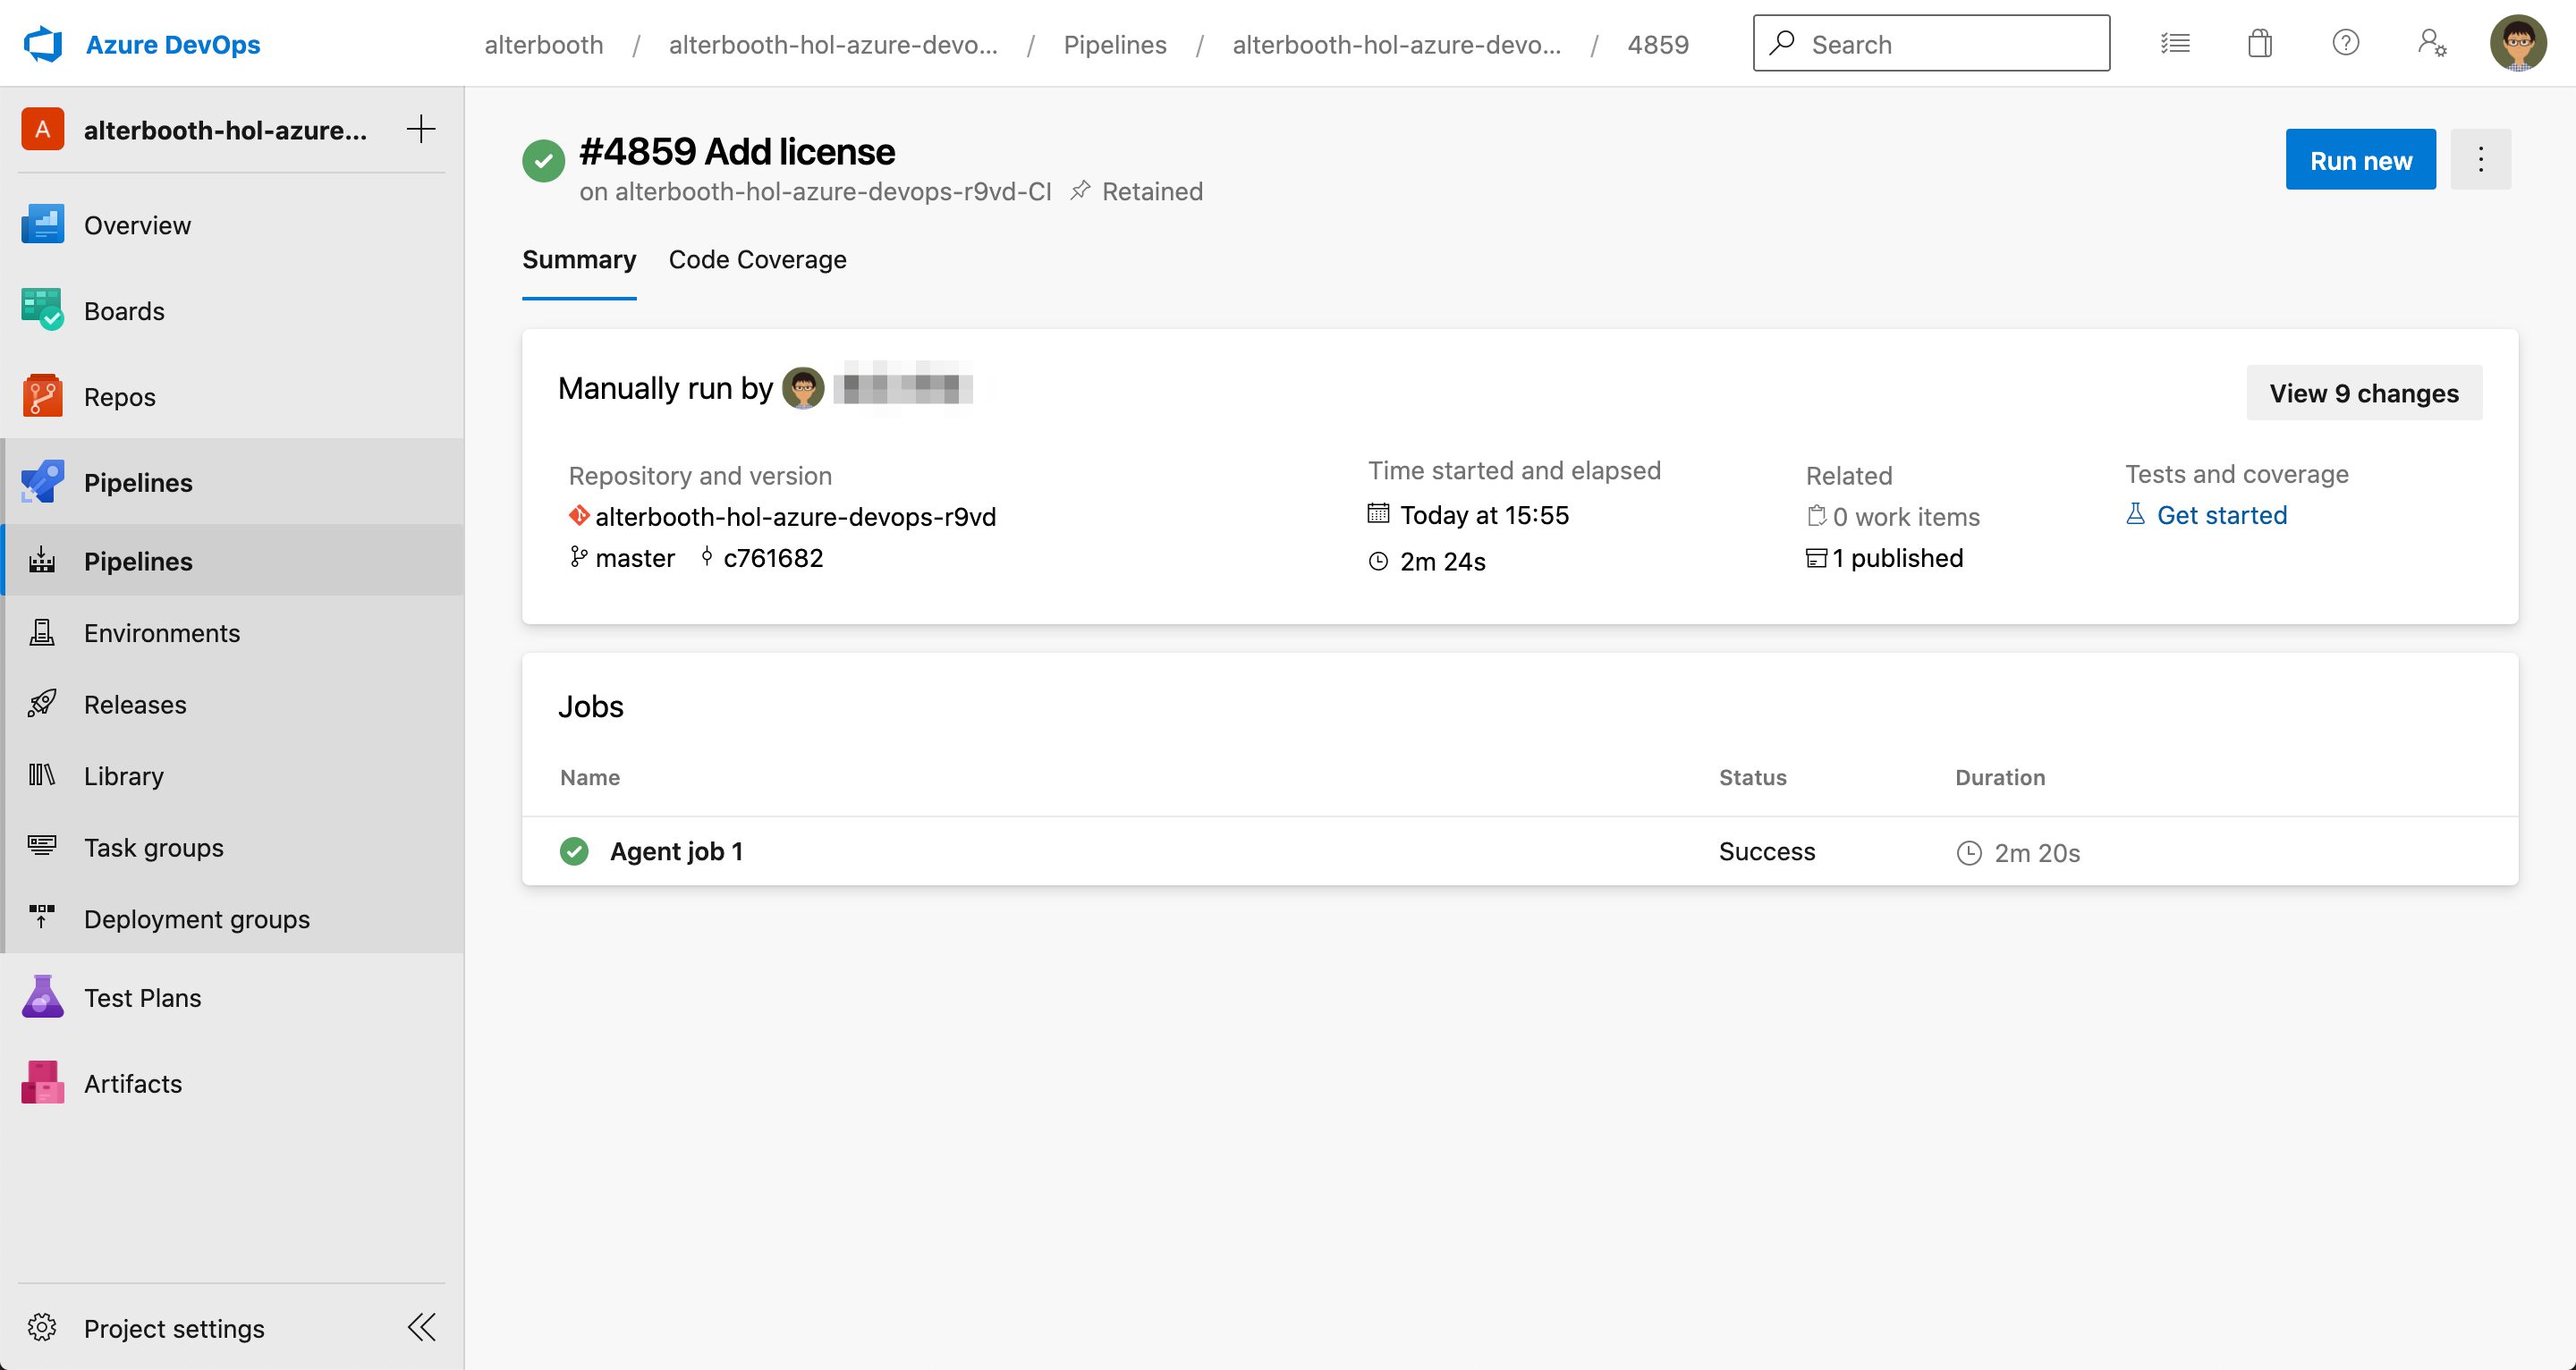 Azure DevOps
alterbooth / alterbooth-hol-azure-devo... / Pipelines / alterbooth-hol-azure-devo... / 4859
Search
A alterbooth-hol-azure...
Overview
Boards
Repos
Pipelines
Pipelines
Environments
Releases
Library
Task groups
Deployment groups
Test Plans
Artifacts
Project settings
#4859 Add license
on alterbooth-hol-azure-devops-r9vd-CI Retained
Run new
Summary Code Coverage
Manually run by
View 9 changes
Repository and version
alterbooth-hol-azure-devops-r9vd
master c761682
Time started and elapsed
Today at 15:55
2m 24s
Related
0 work items
1 published
Tests and coverage
Get started
Jobs
Name Status Duration
Agent job 1 Success 2m 20s